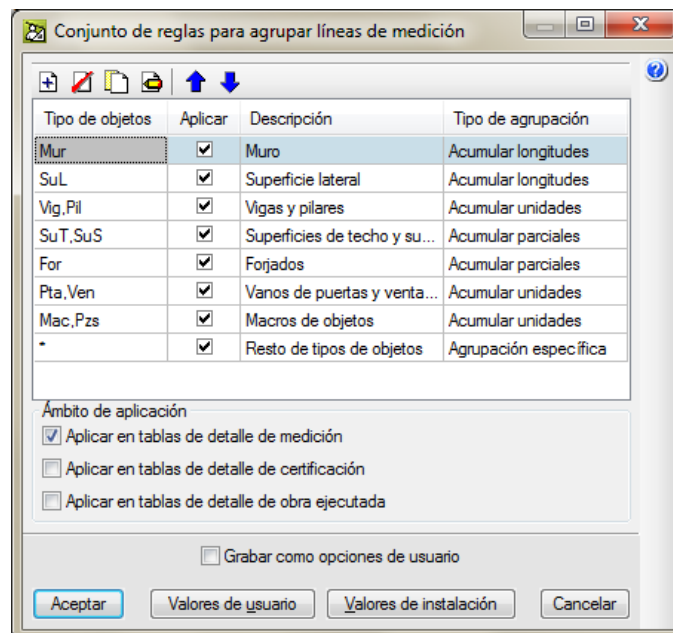 Conjunto de reglas para agrupar líneas de medición
Tipo de objetos Aplicar Descripción Tipo de agrupación
Mur Muro Acumular longitudes
SuL Superficie lateral Acumular longitudes
Vig,Pil Vigas y pilares Acumular unidades
SuT,SuS Superficies de techo y su... Acumular parciales
For Forjados Acumular parciales
Pta,Ven Vanos de puertas y venta... Acumular unidades
Mac,Pzs Macros de objetos Acumular unidades
* Resto de tipos de objetos Agrupación específica
Ámbito de aplicación
Aplicar en tablas de detalle de medición
Aplicar en tablas de detalle de certificación
Aplicar en tablas de detalle de obra ejecutada
Grabar como opciones de usuario
Aceptar Valores de usuario Valores de instalación Cancelar